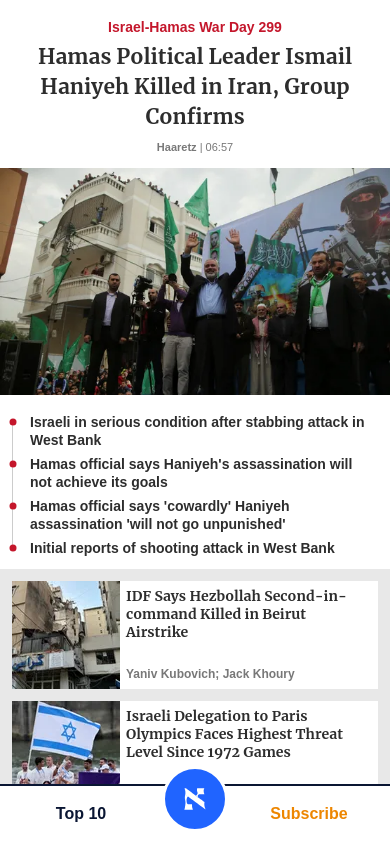 Israel-Hamas War Day 299
Hamas Political Leader Ismail
Haniyeh Killed in Iran, Group
Confirms
Haaretz | 06:57
Israeli in serious condition after stabbing attack in
West Bank
Hamas official says Haniyeh's assassination will
not achieve its goals
Hamas official says 'cowardly' Haniyeh
assassination 'will not go unpunished'
Initial reports of shooting attack in West Bank
IDF Says Hezbollah Second-in-
command Killed in Beirut
Airstrike
Yaniv Kubovich; Jack Khoury
Israeli Delegation to Paris
Olympics Faces Highest Threat
Level Since 1972 Games
Top 10
א
Subscribe